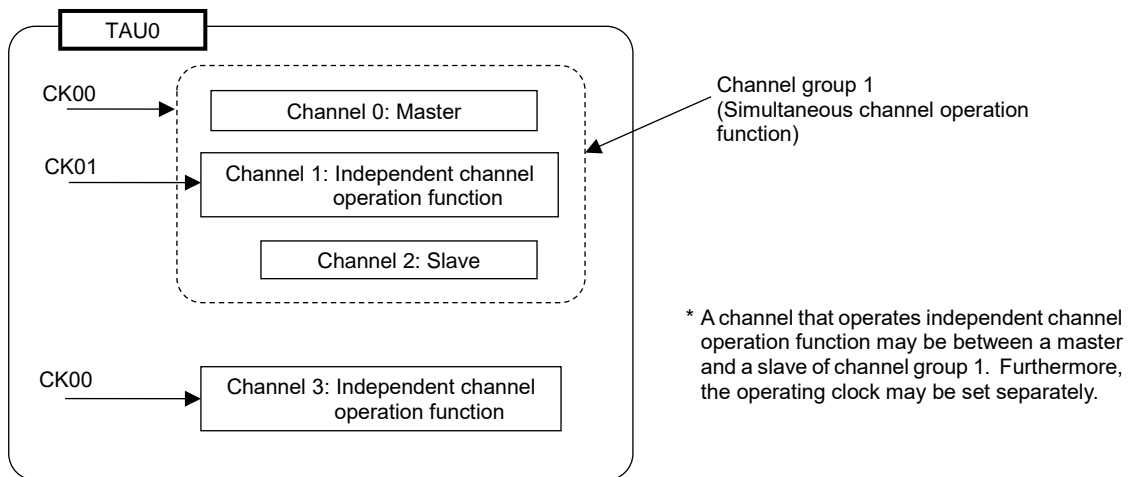 TAU0
CK00
Channel 0: Master
Channel group 1
(Simultaneous channel operation
function)
CK01
Channel 1: Independent channel
operation function
Channel 2: Slave
* A channel that operates independent channel
operation function may be between a master
and a slave of channel group 1. Furthermore,
the operating clock may be set separately.
CK00
Channel 3: Independent channel
operation function